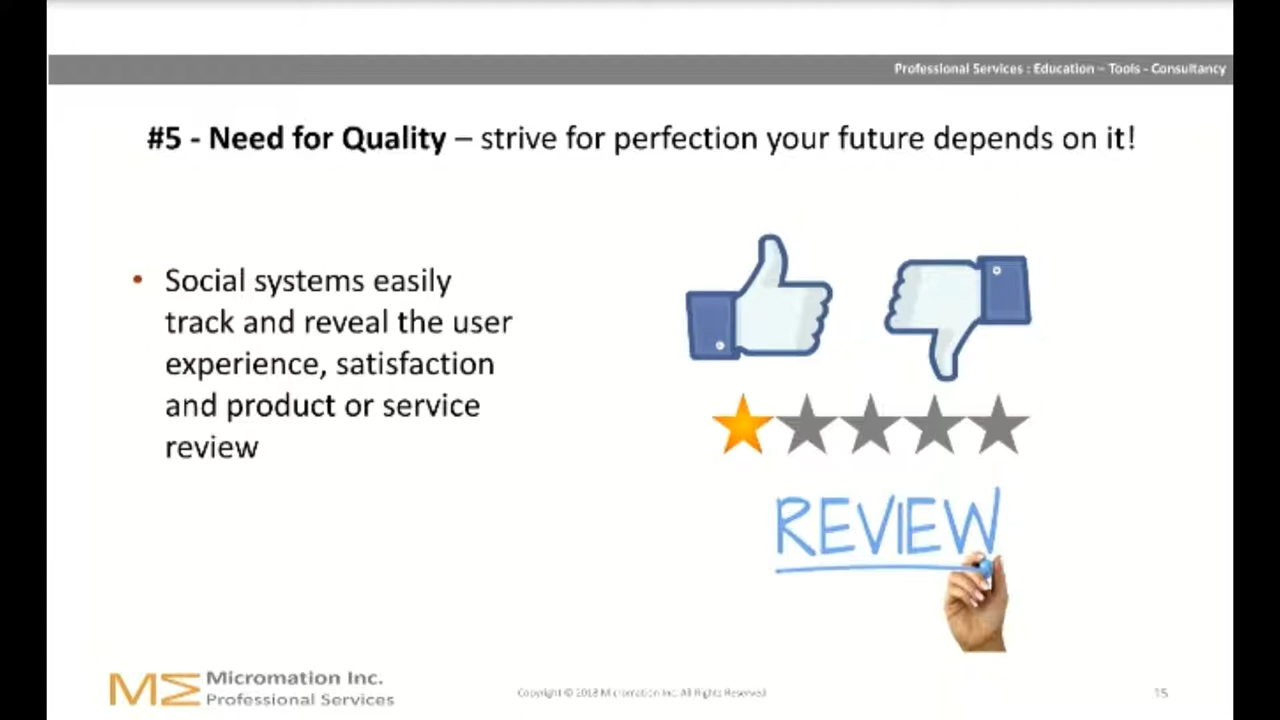 Professional Services : Education – Tools - Consultancy
#5 - Need for Quality – strive for perfection your future depends on it!
• Social systems easily
track and reveal the user
experience, satisfaction
and product or service
review
REVIEW
Micromation Inc.
Professional Services
Copyright © 2018 Micromation Inc. All Rights Reserved
15